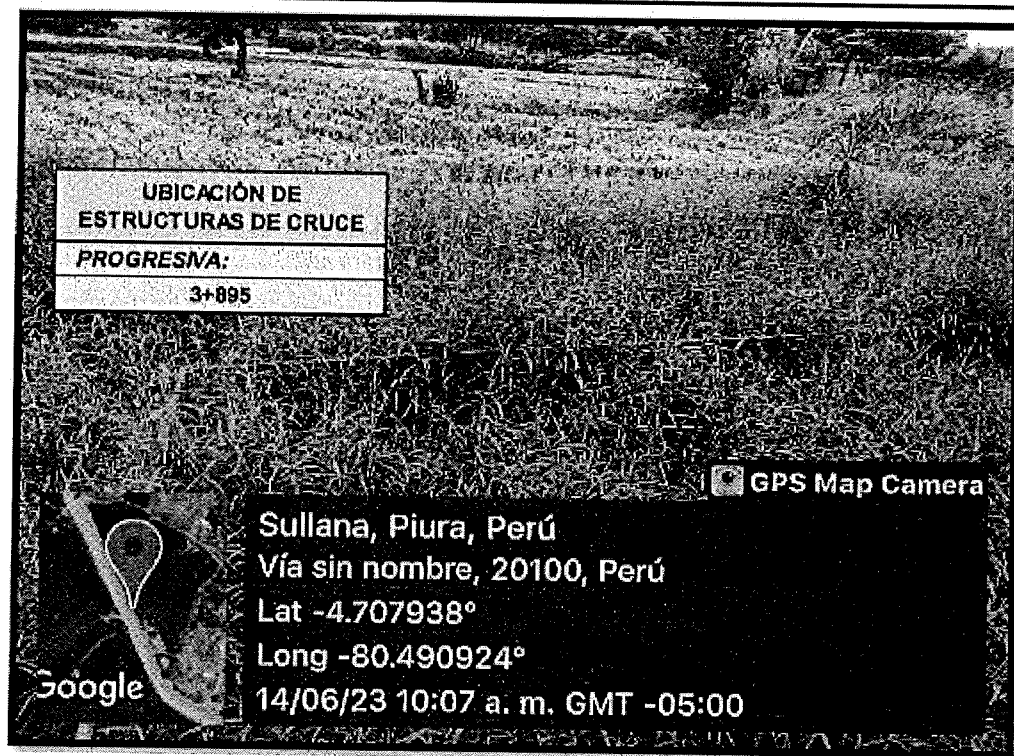 UBICACIÓN DE
ESTRUCTURAS DE CRUCE
PROGRESIVA:
3+895
GPS Map Camera
Sullana, Piura, Perú
Vía sin nombre, 20100, Perú
Lat -4.707938°
Long -80.490924°
Google
14/06/23 10:07 a. m. GMT -05:00